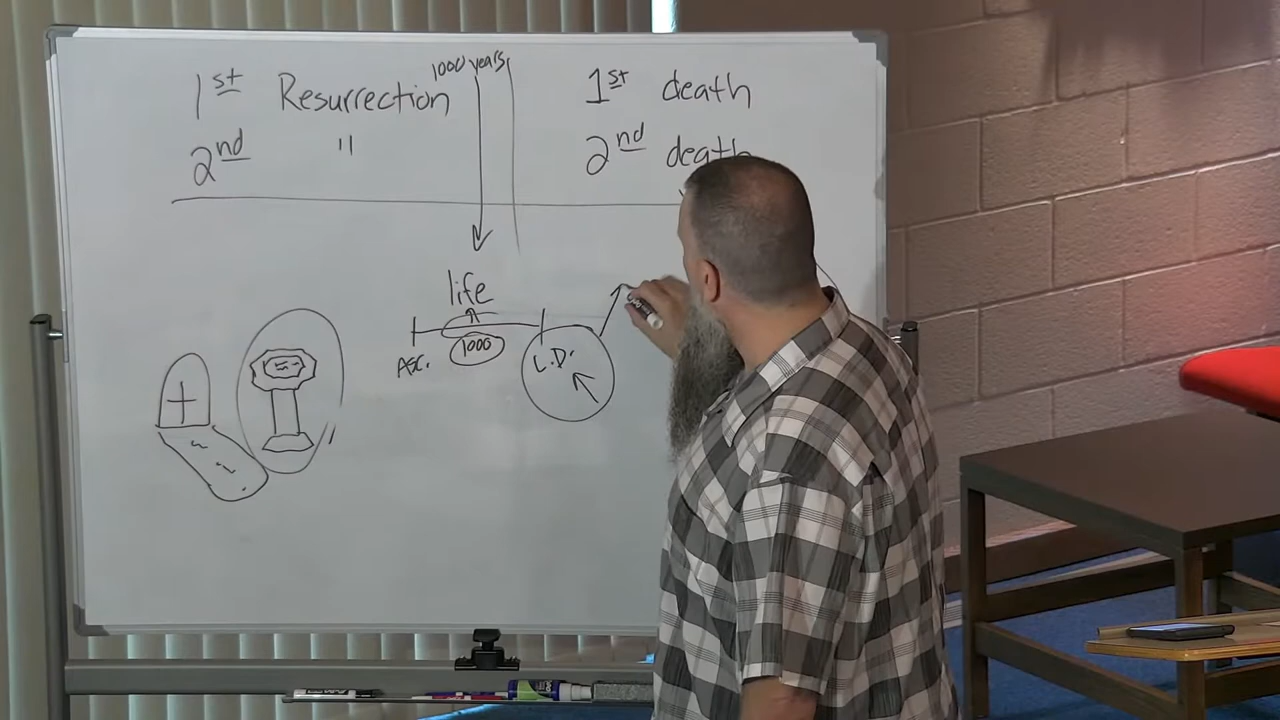 1st Resurrection
2nd "
1000 years
1st death
2nd death
life
1000
ASC.
L.D.